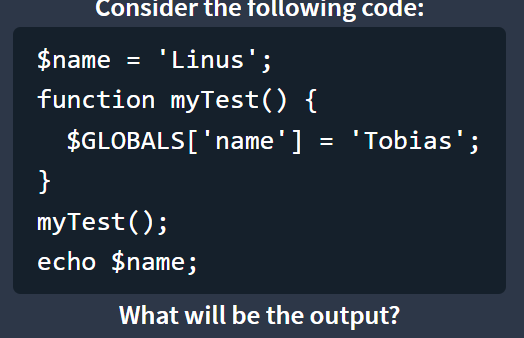 Consider the following code:
$name = 'Linus';
function myTest() {
  $GLOBALS['name'] = 'Tobias';
}
myTest();
echo $name;
What will be the output?